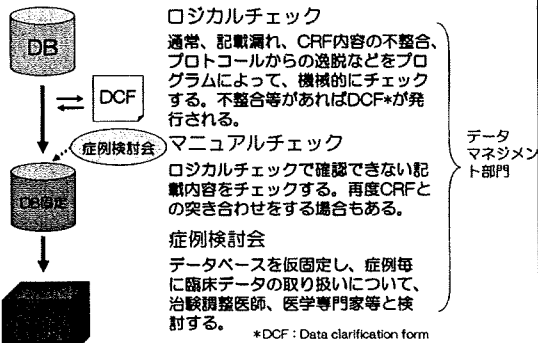 DB
DCF
症例検討会
DB固定
ロジカルチェック
通常、記載漏れ、CRF内容の不整合、
プロトコールからの逸脱などをプロ
グラムによって、機械的にチェック
する。不整合等があればDCF*が発
行される。
マニュアルチェック
ロジカルチェックで確認できない記
載内容をチェックする。再度CRFと
の突き合わせをする場合もある。
症例検討会
データベースを仮固定し、症例毎
に臨床データの取り扱いについて、
治験調整医師、医学専門家等と検
討する。
*DCF：Data clarification form
データ
マネジメン
ト部門